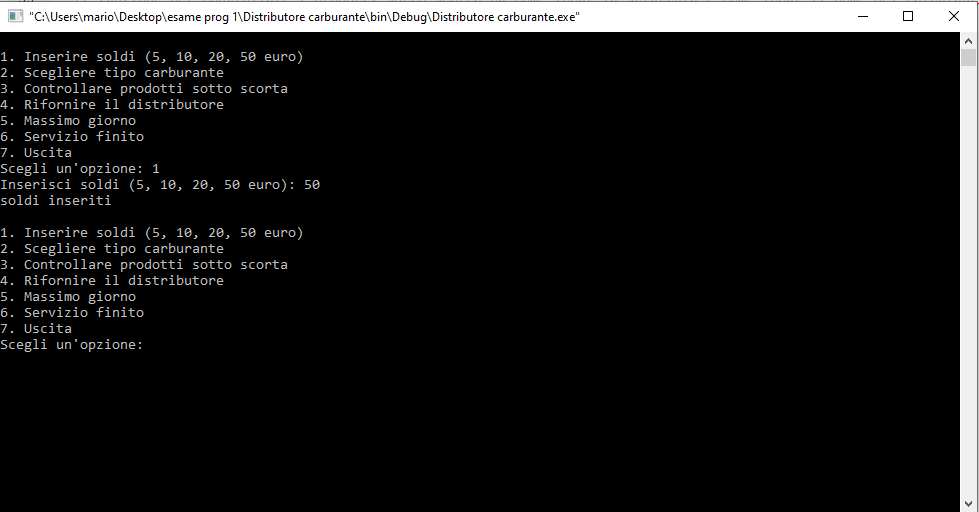 "C:\Users\mario\Desktop\esame prog 1\Distributore carburante\bin\Debug\Distributore carburante.exe"
1. Inserire soldi (5, 10, 20, 50 euro)
2. Scegliere tipo carburante
3. Controllare prodotti sotto scorta
4. Rifornire il distributore
5. Massimo giorno
6. Servizio finito
7. Uscita
Scegli un'opzione: 1
Inserisci soldi (5, 10, 20, 50 euro): 50
soldi inseriti
1. Inserire soldi (5, 10, 20, 50 euro)
2. Scegliere tipo carburante
3. Controllare prodotti sotto scorta
4. Rifornire il distributore
5. Massimo giorno
6. Servizio finito
7. Uscita
Scegli un'opzione: